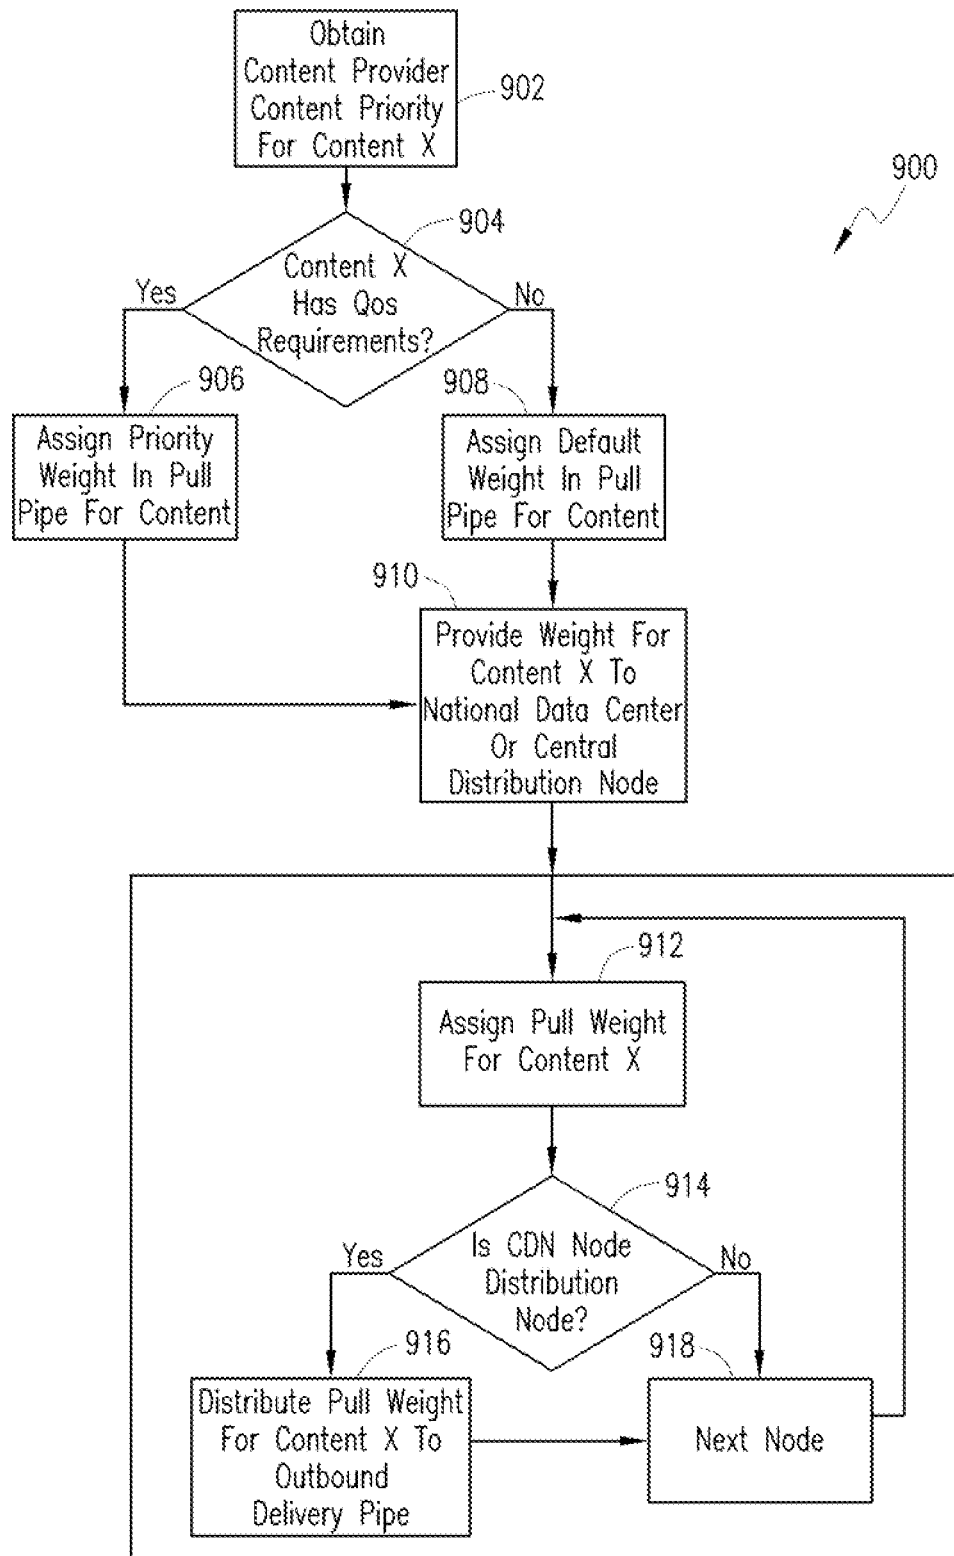 Obtain
Content Provider
Content Priority
For Content X
902
900
904
Content X
Has Qos
Requirements?
Yes
No
906
908
Assign Priority
Weight In Pull
Pipe For Content
Assign Default
Weight In Pull
Pipe For Content
910
Provide Weight For
Content X To
National Data Center
Or Central
Distribution Node
912
Assign Pull Weight
For Content X
914
Is CDN Node
Distribution
Node?
Yes
No
916
918
Distribute Pull Weight
For Content X To
Outbound
Delivery Pipe
Next Node